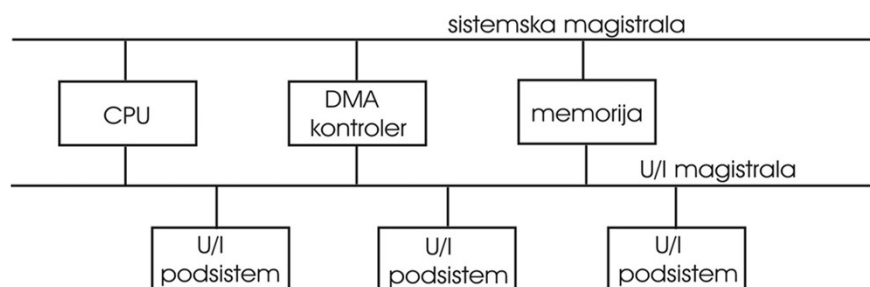 sistemska magistrala
CPU
DMA
kontroler
memorija
U/I magistrala
U/I
podsistem
U/I
podsistem
U/I
podsistem